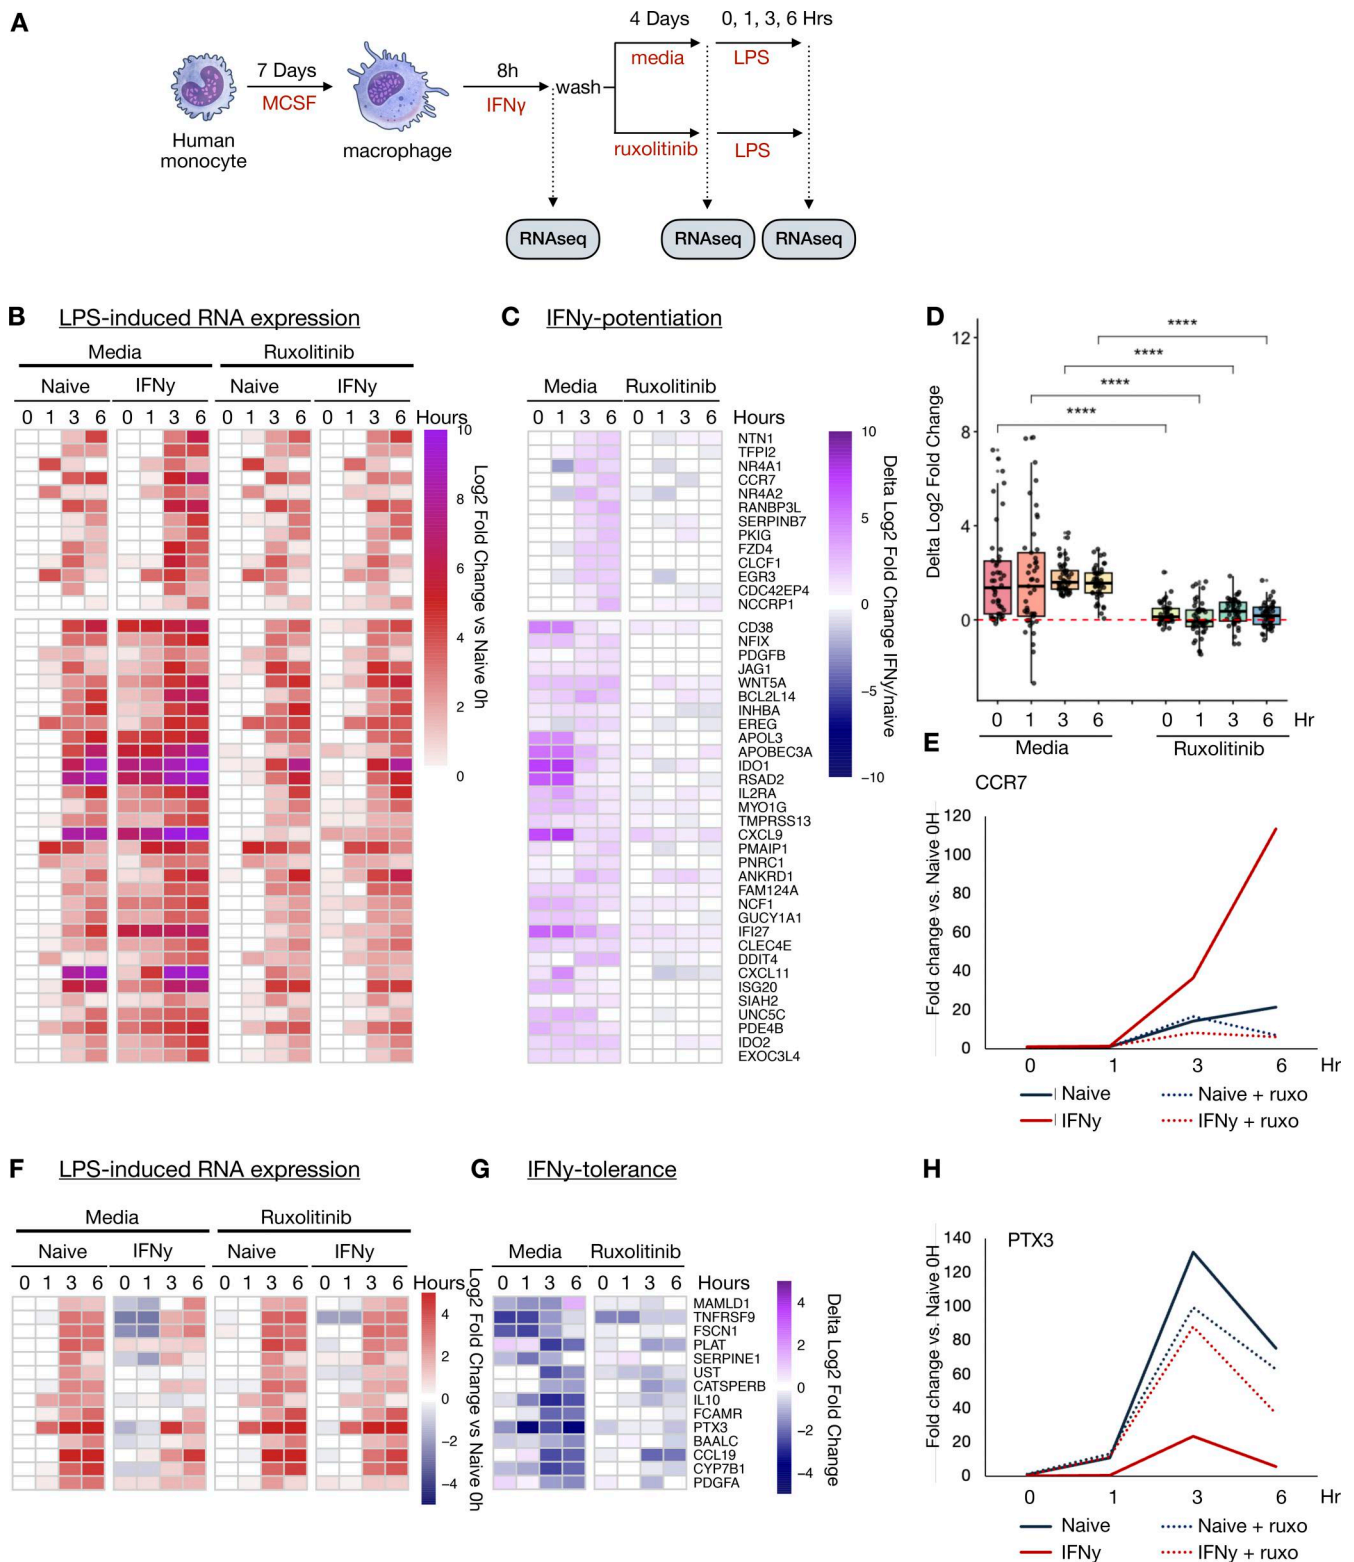 A
7 Days
MCSF
Human
monocyte
macrophage
8h
IFNγ
wash
4 Days
0, 1, 3, 6 Hrs
media
LPS
ruxolitinib
LPS
RNAseq
RNAseq
RNAseq
B
LPS-induced RNA expression
Media
Ruxolitinib
Naive
IFNy
Naive
IFNy
0 1 3 6 0 1 3 6 0 1 3 6 0 1 3 6 Hours
10
8
6
4
2
0
Log2 Fold Change vs Naive 0h
C
IFNy-potentiation
Media
Ruxolitinib
0 1 3 6 0 1 3 6 Hours
NTN1
TFPI2
NR4A1
CCR7
NR4A2
RANBP3L
SERPINB7
PKIG
FZD4
CLCF1
EGR3
CDC42EP4
NCCRP1
CD38
NFIX
PDGFB
JAG1
WNT5A
BCL2L14
INHBA
EREG
APOL3
APOBEC3A
IDO1
RSAD2
IL2RA
MYO1G
TMPRSS13
CXCL9
PMAIP1
PNRC1
ANKRD1
FAM124A
NCF1
GUCY1A1
IFI27
CLEC4E
DDIT4
CXCL11
ISG20
SIAH2
UNC5C
PDE4B
IDO2
EXOC3L4
10
5
0
−5
−10
Delta Log2 Fold Change IFNy/naive
D
Delta Log2 Fold Change
12
8
4
0
****
****
****
****
0 1 3 6 0 1 3 6 Hr
Media
Ruxolitinib
E
CCR7
Fold change vs. Naive 0H
120
100
80
60
40
20
0
0 1 3 6 Hr
Naive
Naive + ruxo
IFNy
IFNy + ruxo
F
LPS-induced RNA expression
Media
Ruxolitinib
Naive
IFNy
Naive
IFNy
0 1 3 6 0 1 3 6 0 1 3 6 0 1 3 6 Hours
4
2
0
−2
−4
Log2 Fold Change vs Naive 0h
G
IFNy-tolerance
Media
Ruxolitinib
0 1 3 6 0 1 3 6 Hours
MAMLD1
TNFRSF9
FSCN1
PLAT
SERPINE1
UST
CATSPERB
IL10
FCAMR
PTX3
BAALC
CCL19
CYP7B1
PDGFA
4
2
0
−2
−4
Delta Log2 Fold Change
H
PTX3
Fold change vs. Naive 0H
140
120
100
80
60
40
20
0
0 1 3 6 Hr
Naive
Naive + ruxo
IFNy
IFNy + ruxo